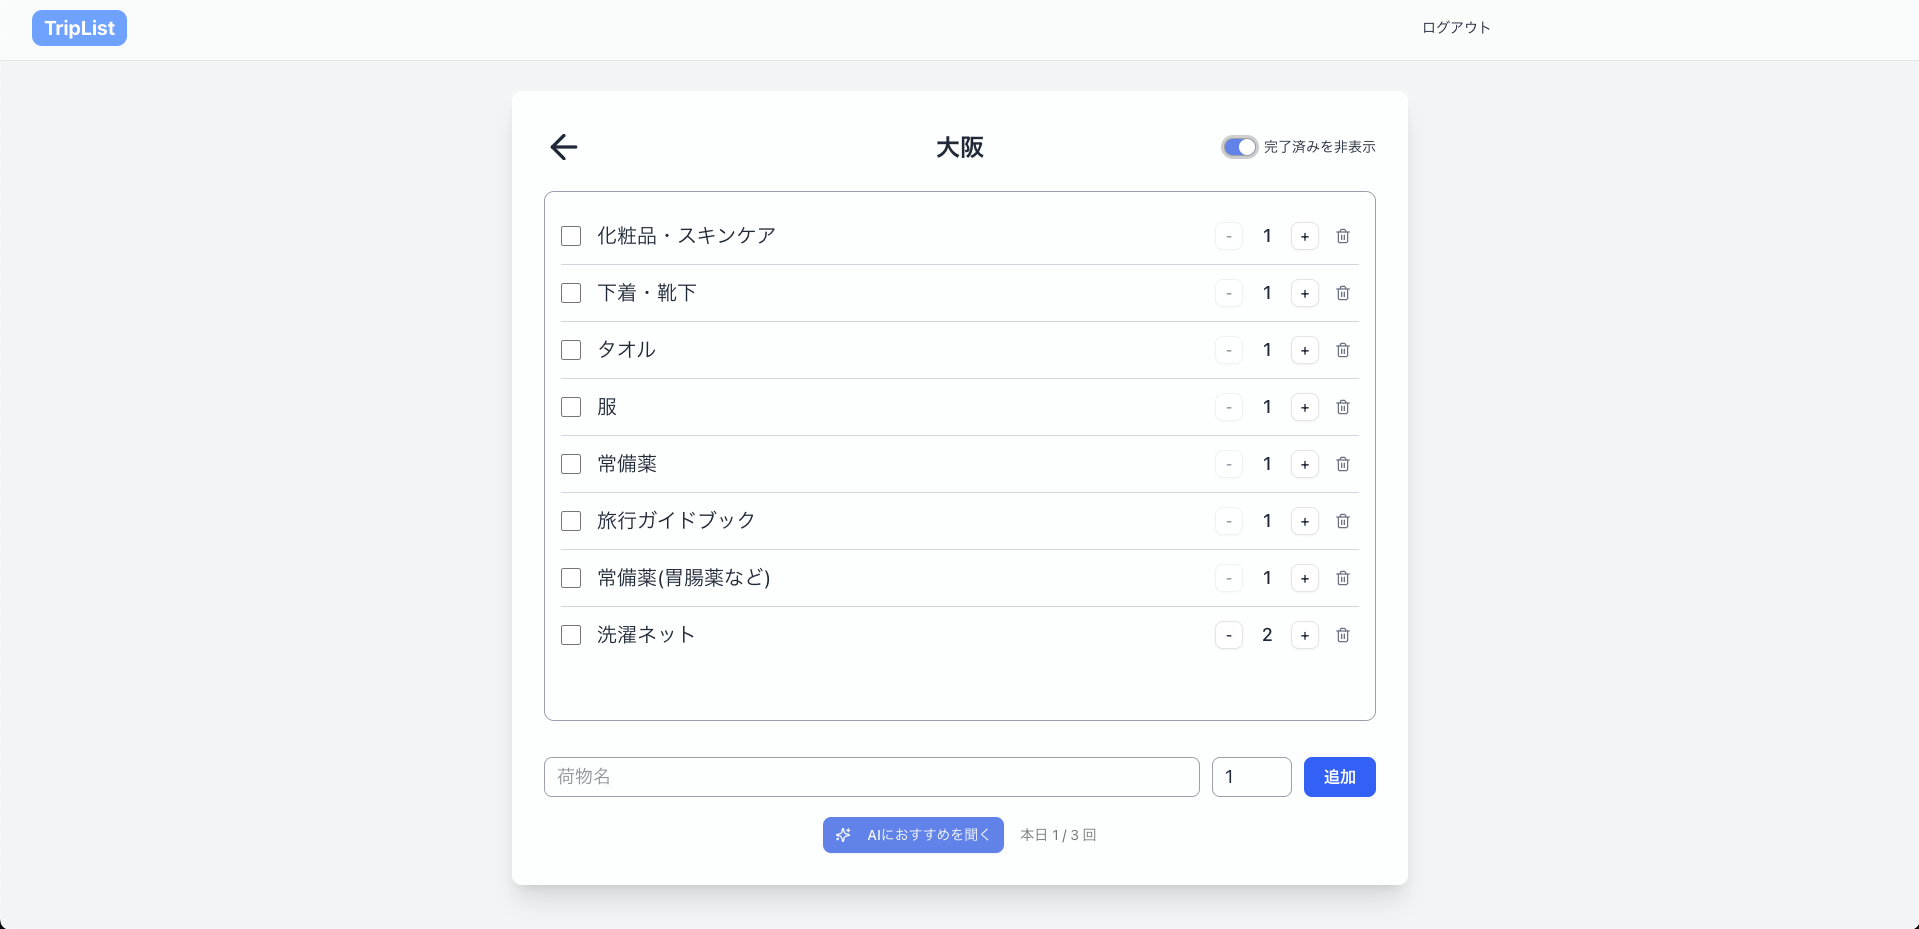 TripList
ログアウト
大阪
完了済みを非表示
化粧品・スキンケア - 1 +
下着・靴下 - 1 +
タオル - 1 +
服 - 1 +
常備薬 - 1 +
旅行ガイドブック - 1 +
常備薬(胃腸薬など) - 1 +
洗濯ネット - 2 +
荷物名 1 追加
AIにおすすめを聞く 本日 1 / 3 回